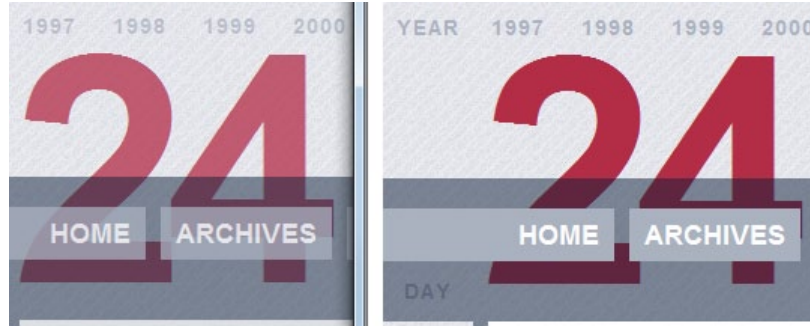 1997 1998 1999 2000
24
HOME ARCHIVES
YEAR 1997 1998 1999 2000
24
HOME ARCHIVES
DAY